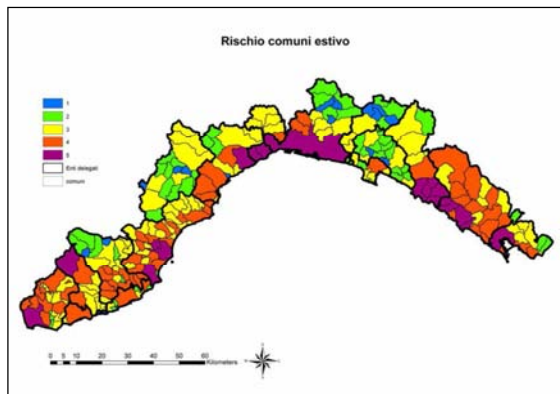 Rischio comuni estivo
1
2
3
4
5
Enti delegati
comuni
0 5 10 20 30 40 50 60
Kilometers